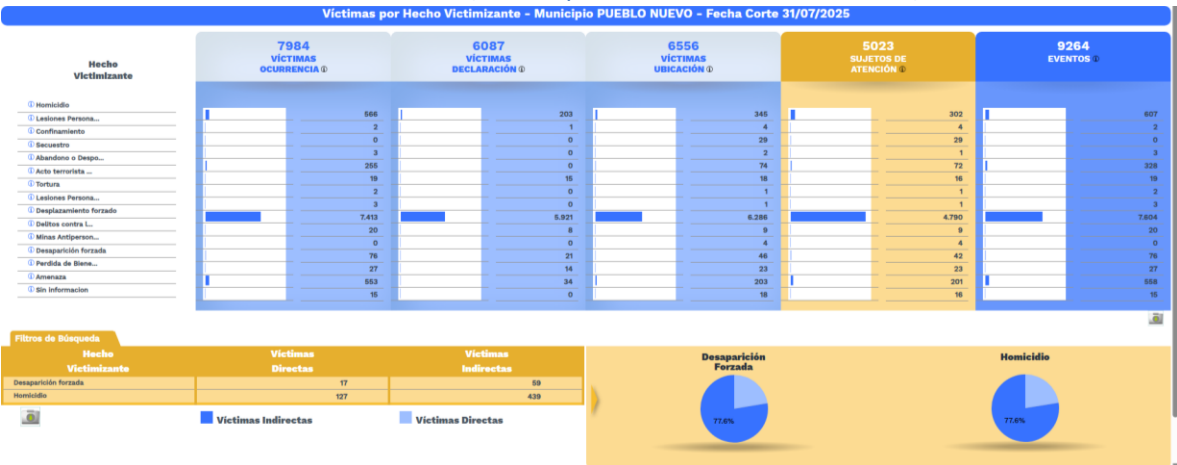 Víctimas por Hecho Victimizante - Municipio PUEBLO NUEVO - Fecha Corte 31/07/2025
Hecho
Victimizante
7984
VÍCTIMAS
OCURRENCIA
6087
VÍCTIMAS
DECLARACIÓN
6556
VÍCTIMAS
UBICACIÓN
5023
SUJETOS DE
ATENCIÓN
9264
EVENTOS
Homicidio
Lesiones Persona...
Confinamiento
Secuestro
Abandono o Despo...
Acto terrorista ...
Tortura
Lesiones Persona...
Desplazamiento forzado
Delitos contra l...
Minas Antiperson...
Desaparición forzada
Perdida de Biene...
Amenaza
Sin informacion
566 203 345 302 607
2 1 4 4 2
0 0 29 29 0
3 0 2 1 3
255 0 74 72 328
19 15 18 16 19
2 0 1 1 2
3 0 1 1 3
7.413 5.921 6.286 4.790 7.604
20 8 9 9 20
0 0 4 4 0
76 21 46 42 76
27 14 23 23 27
553 34 203 201 558
15 0 18 16 15
Filtros de Búsqueda
Hecho
Victimizante
Víctimas
Directas
Víctimas
Indirectas
Desaparición forzada 17 59
Homicidio 127 439
Víctimas Indirectas Víctimas Directas
Desaparición
Forzada
77.6%
Homicidio
77.6%